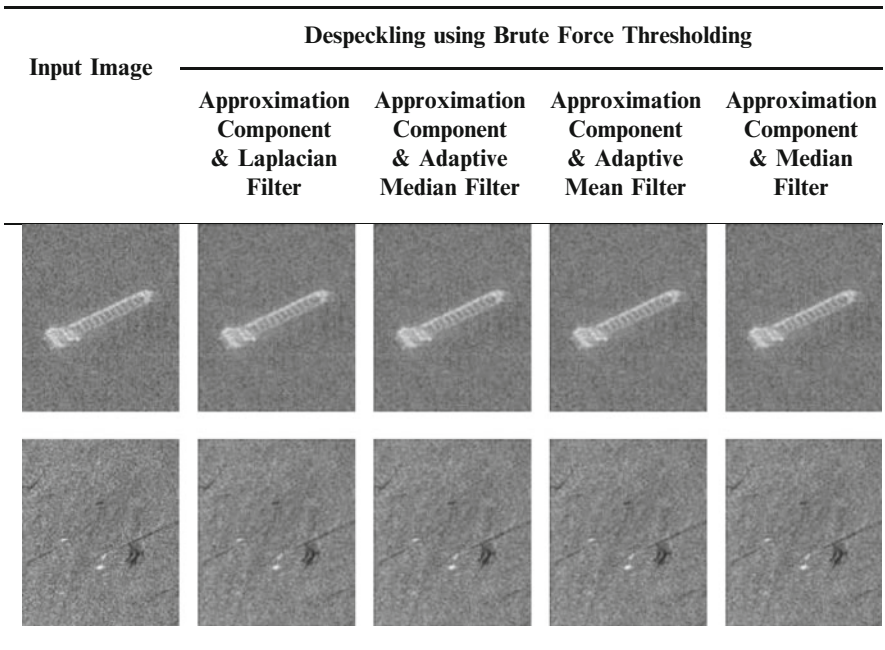 Despeckling using Brute Force Thresholding
Input Image
Approximation
Component
& Laplacian
Filter
Approximation
Component
& Adaptive
Median Filter
Approximation
Component
& Adaptive
Mean Filter
Approximation
Component
& Median
Filter